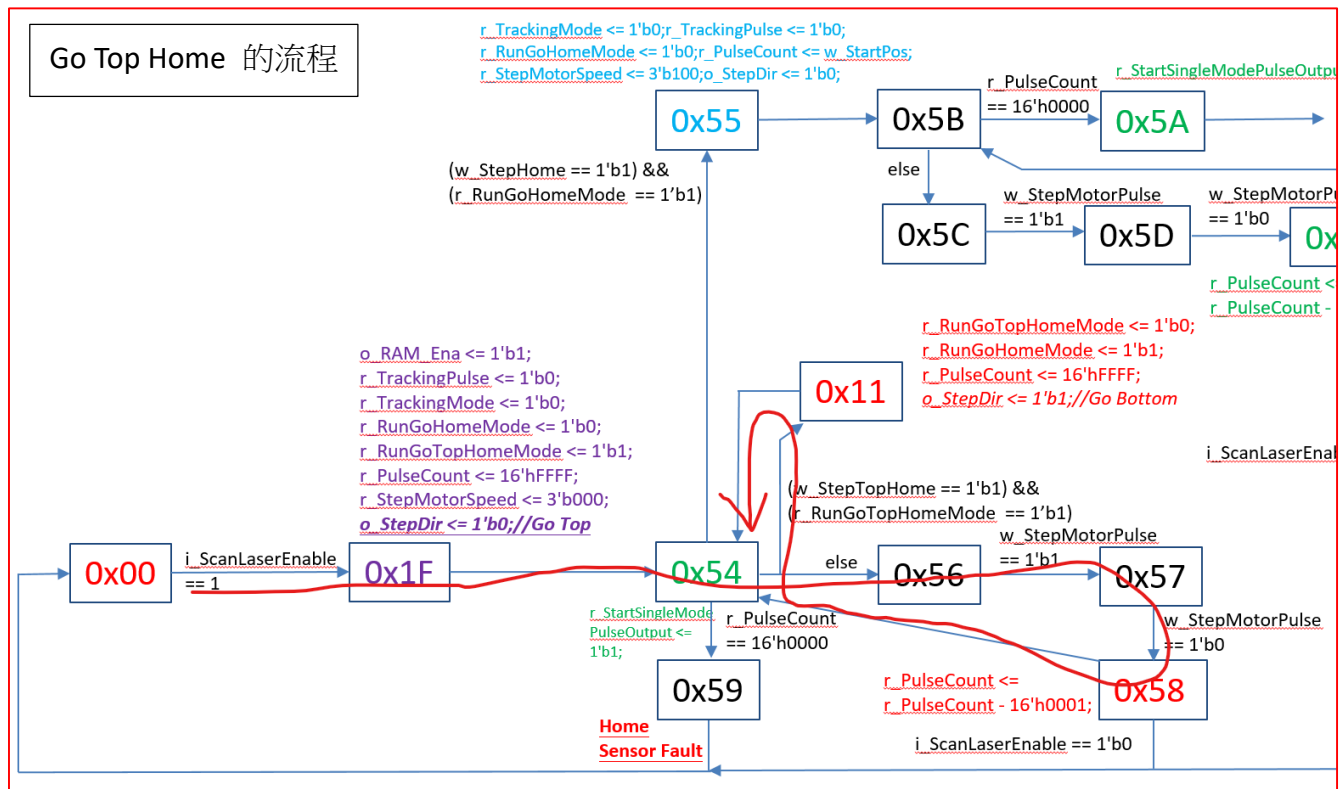 Go Top Home 的流程
r_TrackingMode <= 1'b0;r_TrackingPulse <= 1'b0;
r_RunGoHomeMode <= 1'b0;r_PulseCount <= w_StartPos;
r_StepMotorSpeed <= 3'b100;o_StepDir <= 1'b0;
r_PulseCount
== 16'h0000
r_StartSingleModePulseOutpu
0x55
0x5B
0x5A
(w_StepHome == 1'b1) &&
(r_RunGoHomeMode == 1’b1)
else
w_StepMotorPulse
== 1'b1
w_StepMotorPu
== 1'b0
0x5C
0x5D
0x
r_PulseCount <
r_PulseCount -
r_RunGoTopHomeMode <= 1'b0;
r_RunGoHomeMode <= 1'b1;
r_PulseCount <= 16'hFFFF;
o_StepDir <= 1'b1;//Go Bottom
0x11
o_RAM_Ena <= 1'b1;
r_TrackingPulse <= 1'b0;
r_TrackingMode <= 1'b0;
r_RunGoHomeMode <= 1'b0;
r_RunGoTopHomeMode <= 1'b1;
r_PulseCount <= 16'hFFFF;
r_StepMotorSpeed <= 3'b000;
o_StepDir <= 1'b0;//Go Top
i_ScanLaserEnab
(w_StepTopHome == 1'b1) &&
(r_RunGoTopHomeMode == 1’b1)
w_StepMotorPulse
== 1'b1
0x00
i_ScanLaserEnable
== 1
0x1F
0x54
else
0x56
0x57
r_StartSingleMode
PulseOutput <=
1'b1;
r_PulseCount
== 16'h0000
w_StepMotorPulse
== 1'b0
0x59
r_PulseCount <=
r_PulseCount - 16'h0001;
0x58
Home
Sensor Fault
i_ScanLaserEnable == 1'b0